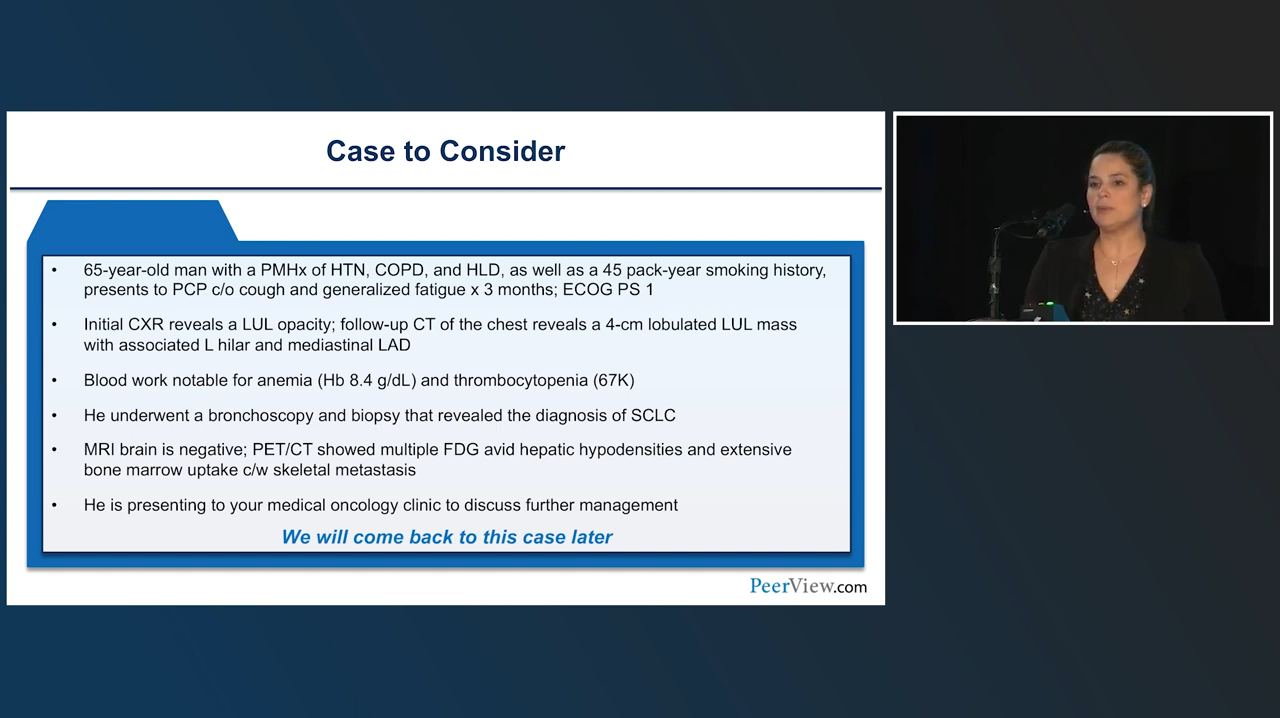 Case to Consider
• 65-year-old man with a PMHx of HTN, COPD, and HLD, as well as a 45 pack-year smoking history,
presents to PCP c/o cough and generalized fatigue x 3 months; ECOG PS 1
• Initial CXR reveals a LUL opacity; follow-up CT of the chest reveals a 4-cm lobulated LUL mass
with associated L hilar and mediastinal LAD
• Blood work notable for anemia (Hb 8.4 g/dL) and thrombocytopenia (67K)
• He underwent a bronchoscopy and biopsy that revealed the diagnosis of SCLC
• MRI brain is negative; PET/CT showed multiple FDG avid hepatic hypodensities and extensive
bone marrow uptake c/w skeletal metastasis
• He is presenting to your medical oncology clinic to discuss further management
We will come back to this case later
PeerView.com